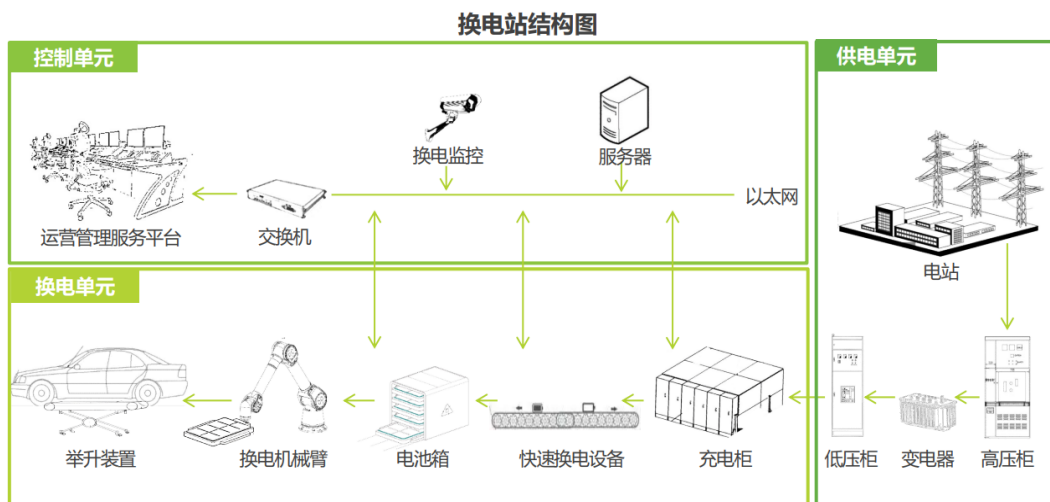 换电站结构图
控制单元
供电单元
换电监控
服务器
以太网
运营管理服务平台
交换机
电站
换电单元
举升装置
换电机械臂
电池箱
快速换电设备
充电柜
低压柜
变电器
高压柜